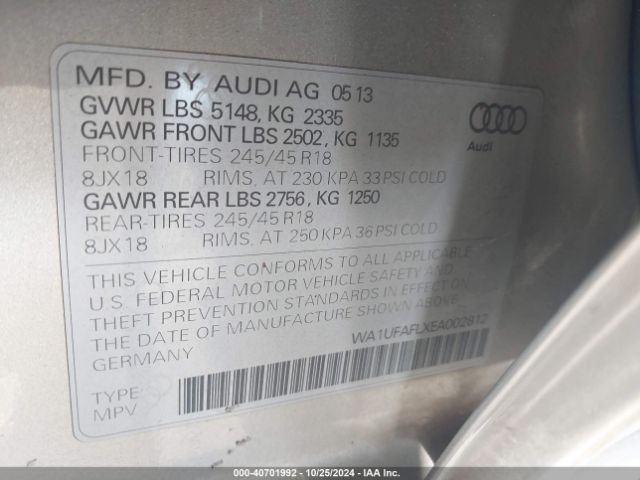 MFD. BY AUDI AG 0513
GVWR LBS 5148, KG 2335
GAWR FRONT LBS 2502, KG 1135
FRONT-TIRES 245/45 R18
8JX18 RIMS, AT 230 KPA 33 PSI COLD
GAWR REAR LBS 2756, KG 1250
REAR-TIRES 245/45 R18
8JX18 RIMS, AT 250 KPA 36 PSI COLD
Audi
THIS VEHICLE CONFORMS TO ALL APPLICABLE
U.S. FEDERAL MOTOR VEHICLE SAFETY AND
THEFT PREVENTION STANDARDS IN EFFECT ON
THE DATE OF MANUFACTURE SHOWN ABOVE.
GERMANY
WA1UFAFLXEA002812
TYPE
MPV
000-40701992 - 10/25/2024 - IAA Inc.